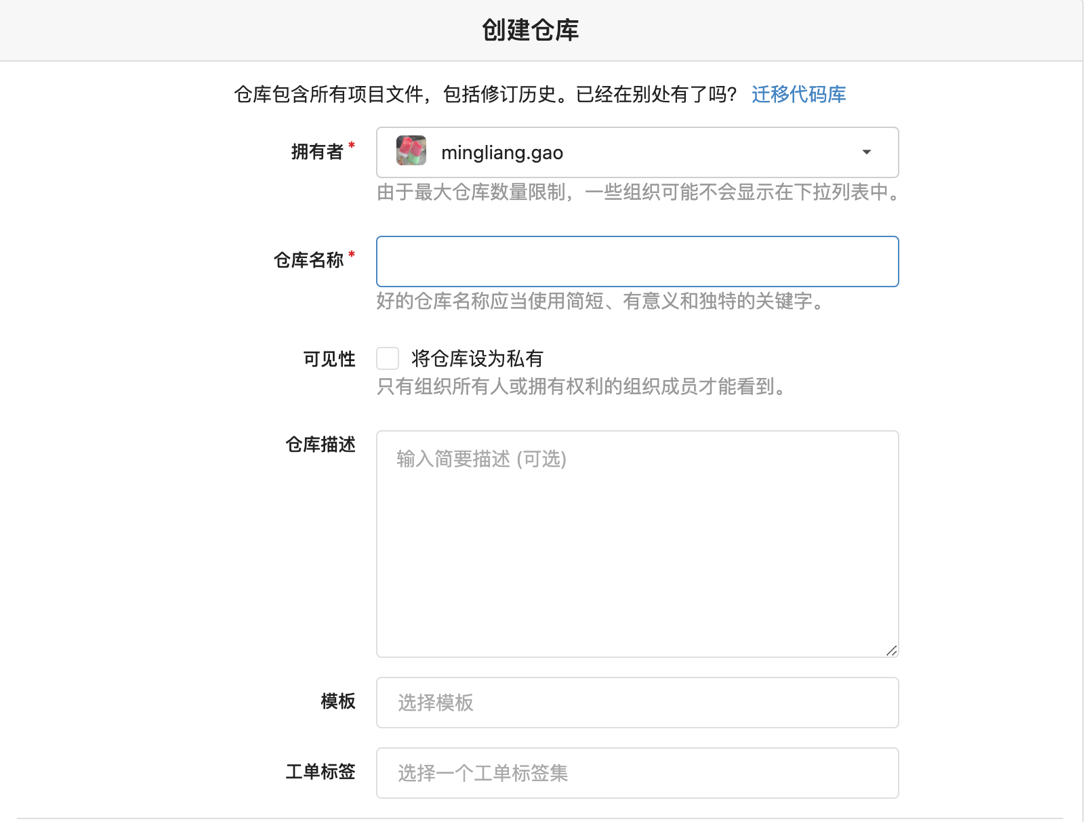 创建仓库
仓库包含所有项目文件，包括修订历史。已经在别处有了吗？ 迁移代码库
拥有者*
mingliang.gao
由于最大仓库数量限制，一些组织可能不会显示在下拉列表中。
仓库名称*
好的仓库名称应当使用简短、有意义和独特的关键字。
可见性
将仓库设为私有
只有组织所有人或拥有权利的组织成员才能看到。
仓库描述
输入简要描述 (可选)
模板
选择模板
工单标签
选择一个工单标签集